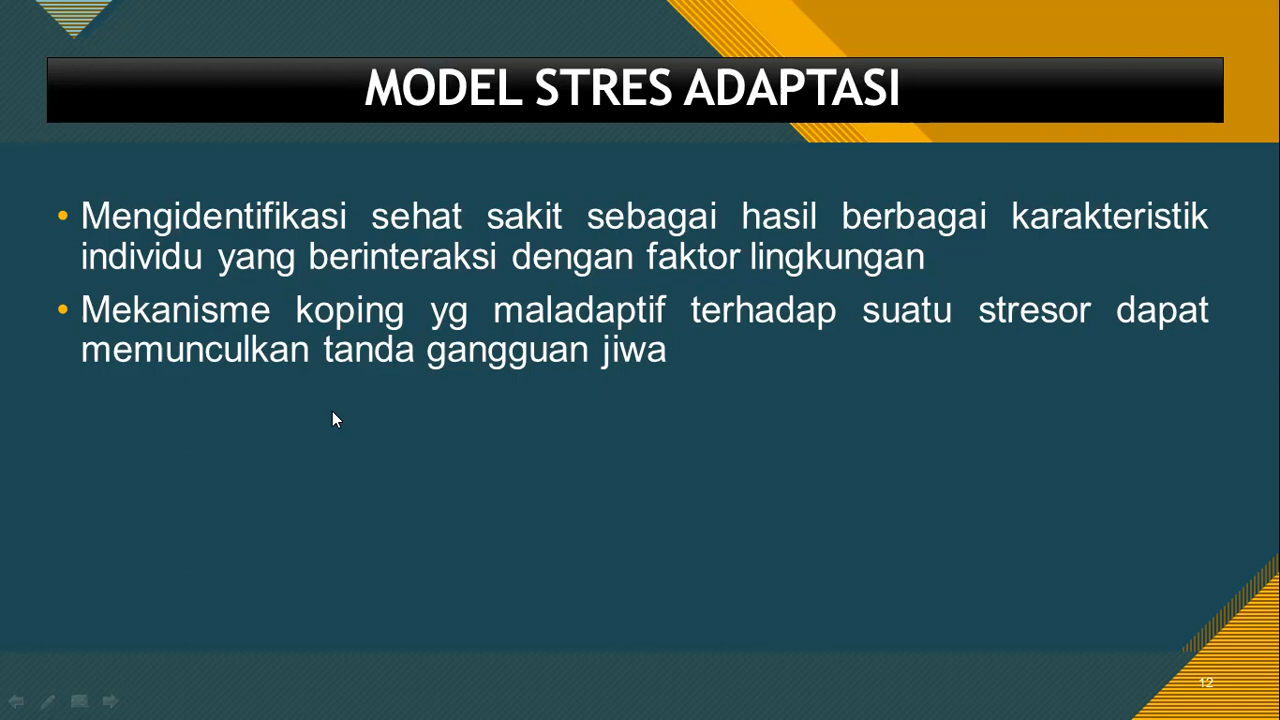 MODEL STRES ADAPTASI
• Mengidentifikasi sehat sakit sebagai hasil berbagai karakteristik
individu yang berinteraksi dengan faktor lingkungan
• Mekanisme koping yg maladaptif terhadap suatu stresor dapat
memunculkan tanda gangguan jiwa
12